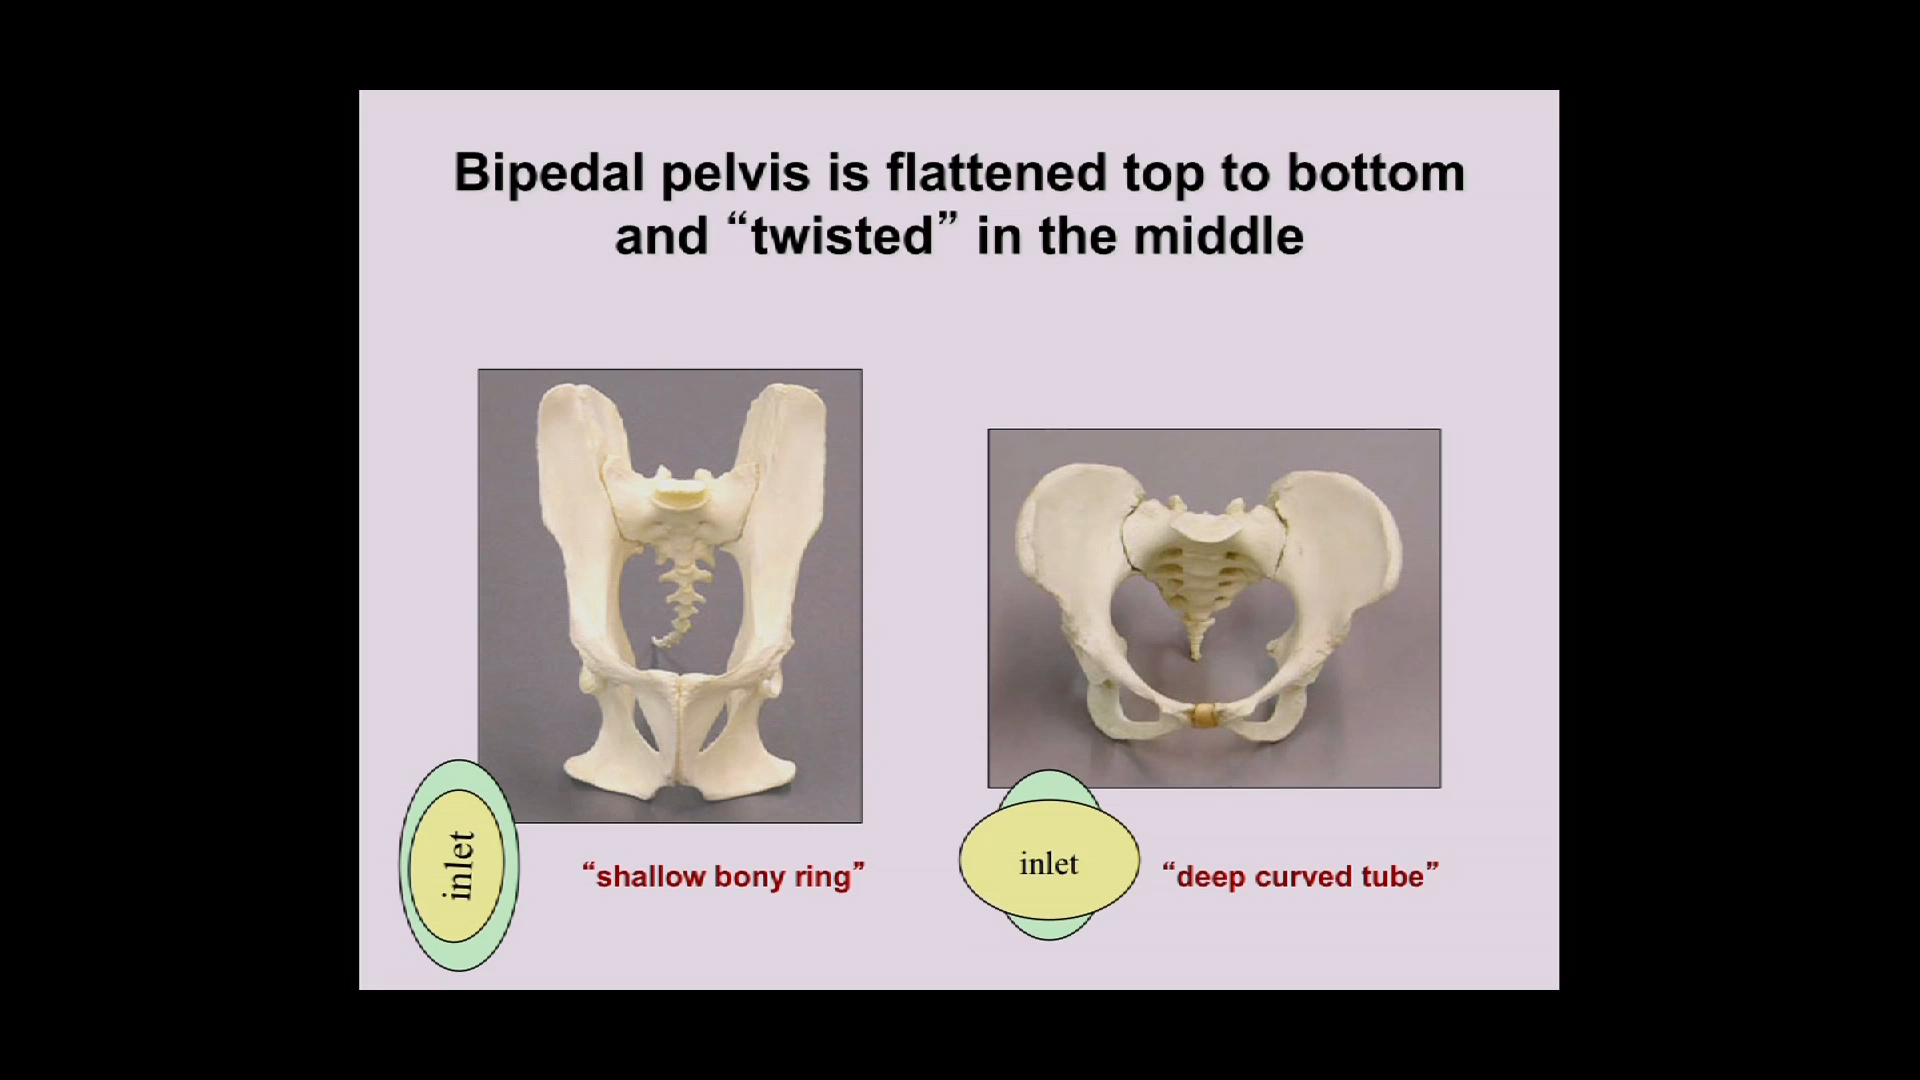 Bipedal pelvis is flattened top to bottom
and “twisted” in the middle
inlet
“shallow bony ring”
inlet
“deep curved tube”